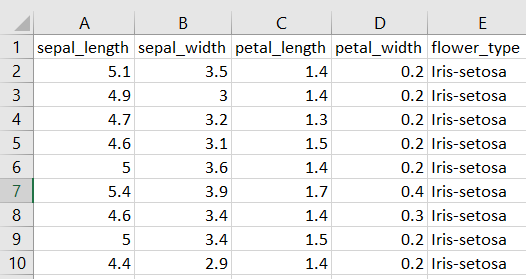 A B C D E
1 sepal_length sepal_width petal_length petal_width flower_type
2 5.1 3.5 1.4 0.2 Iris-setosa
3 4.9 3 1.4 0.2 Iris-setosa
4 4.7 3.2 1.3 0.2 Iris-setosa
5 4.6 3.1 1.5 0.2 Iris-setosa
6 5 3.6 1.4 0.2 Iris-setosa
7 5.4 3.9 1.7 0.4 Iris-setosa
8 4.6 3.4 1.4 0.3 Iris-setosa
9 5 3.4 1.5 0.2 Iris-setosa
10 4.4 2.9 1.4 0.2 Iris-setosa